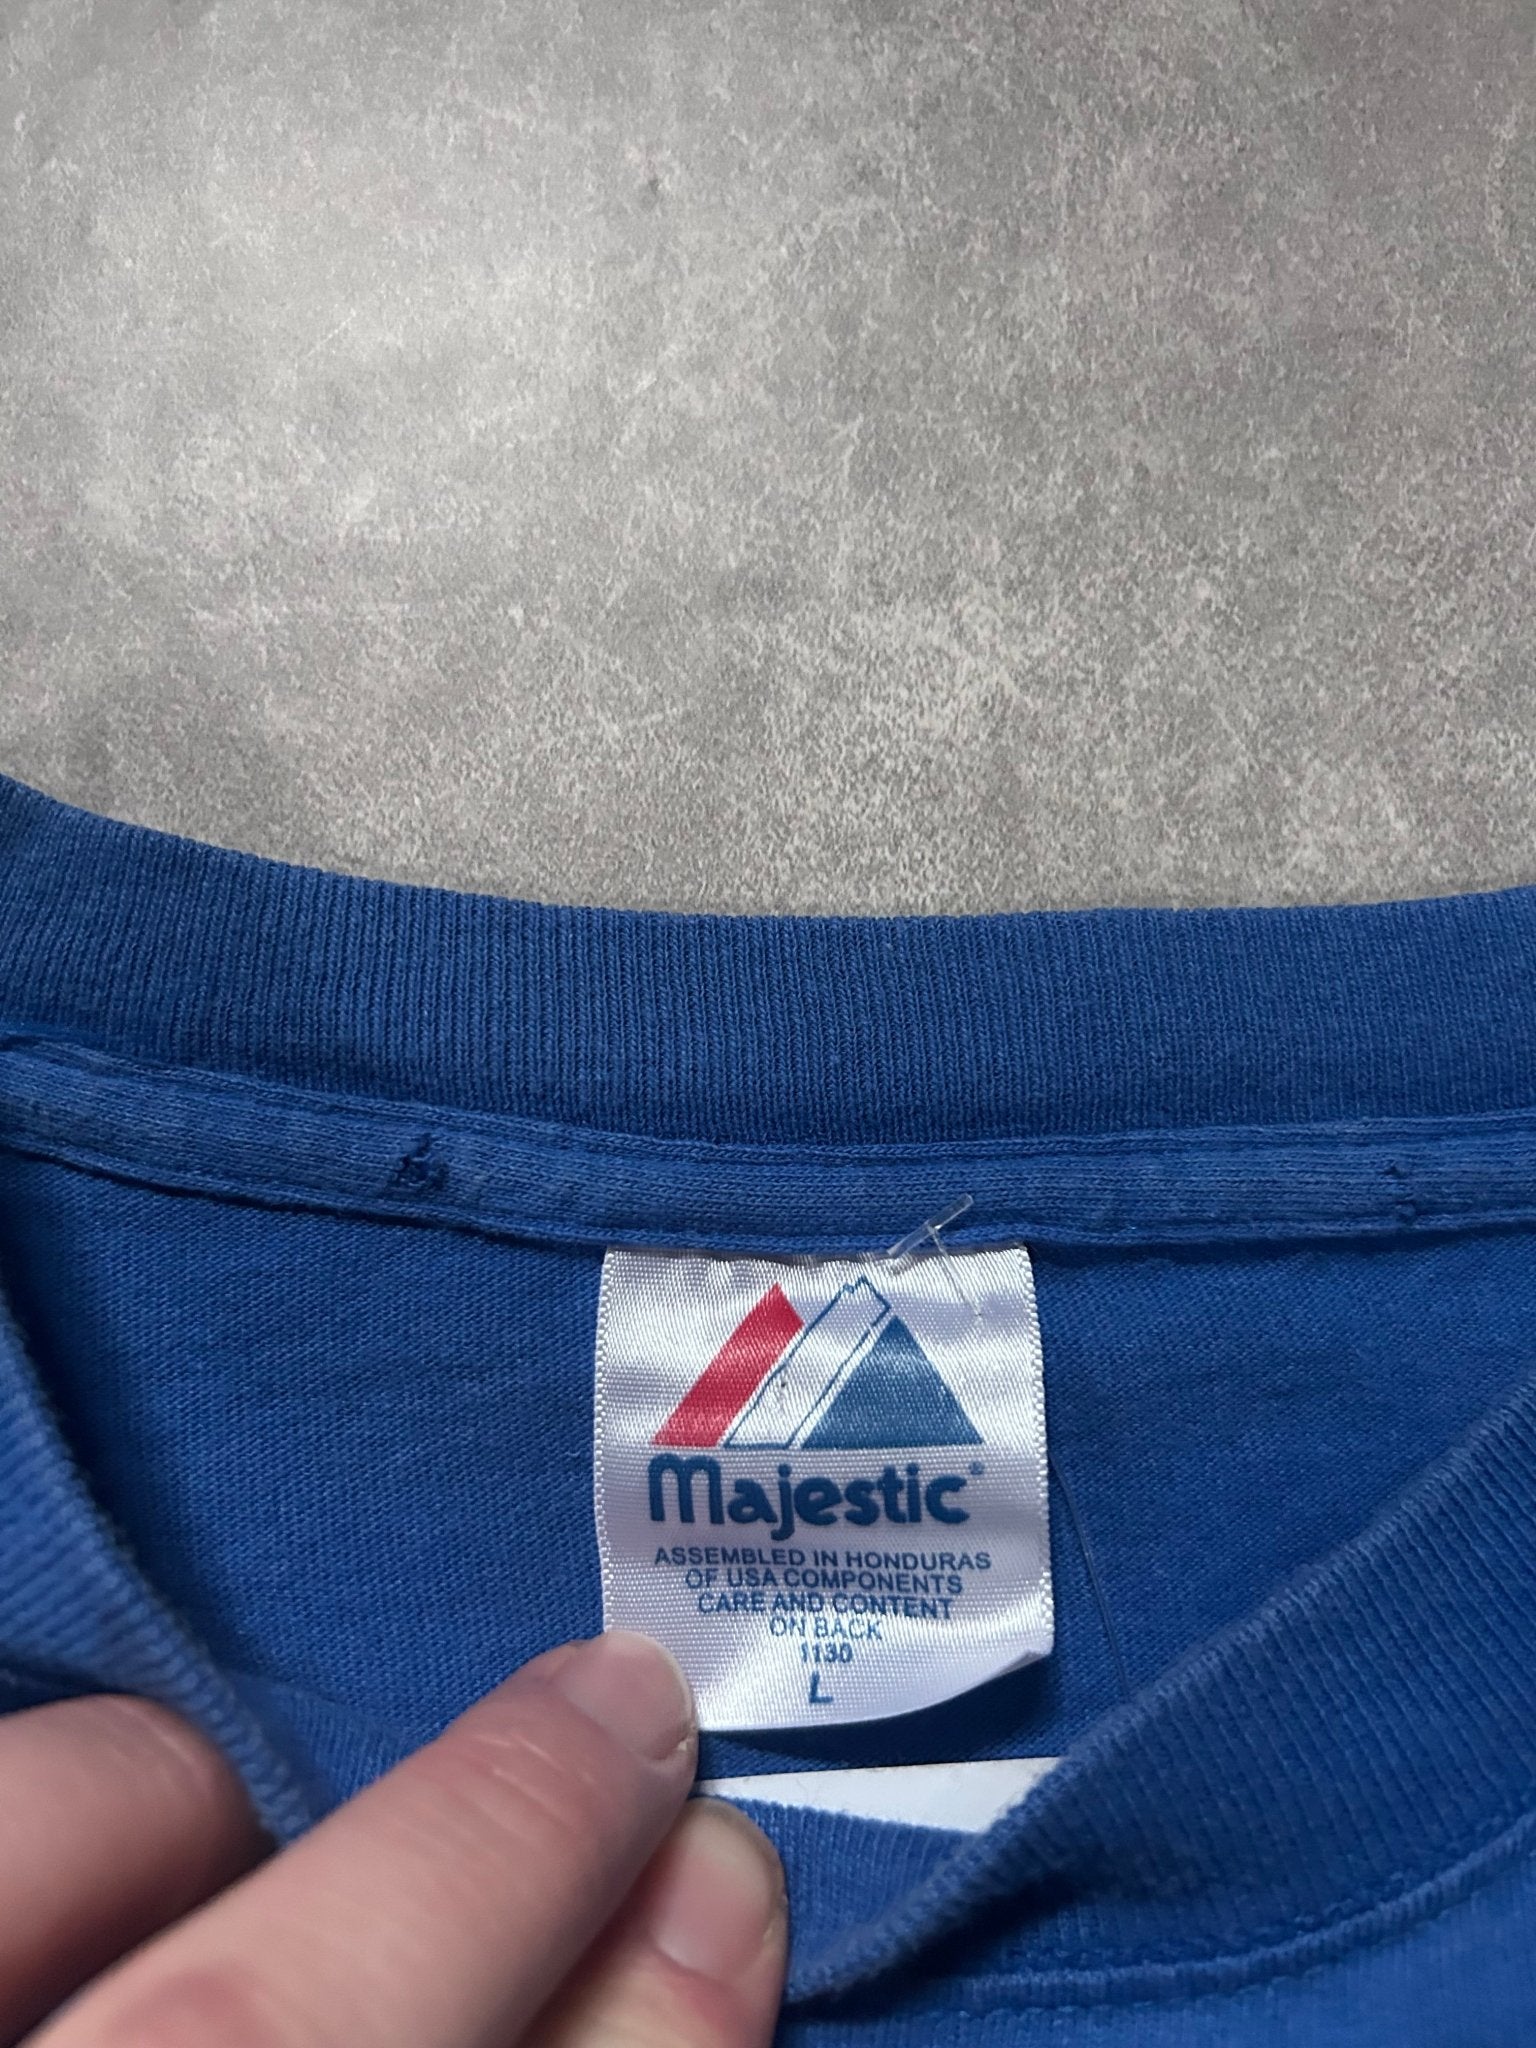 Majestic®
ASSEMBLED IN HONDURAS
OF USA COMPONENTS
CARE AND CONTENT
ON BACK
1130
L